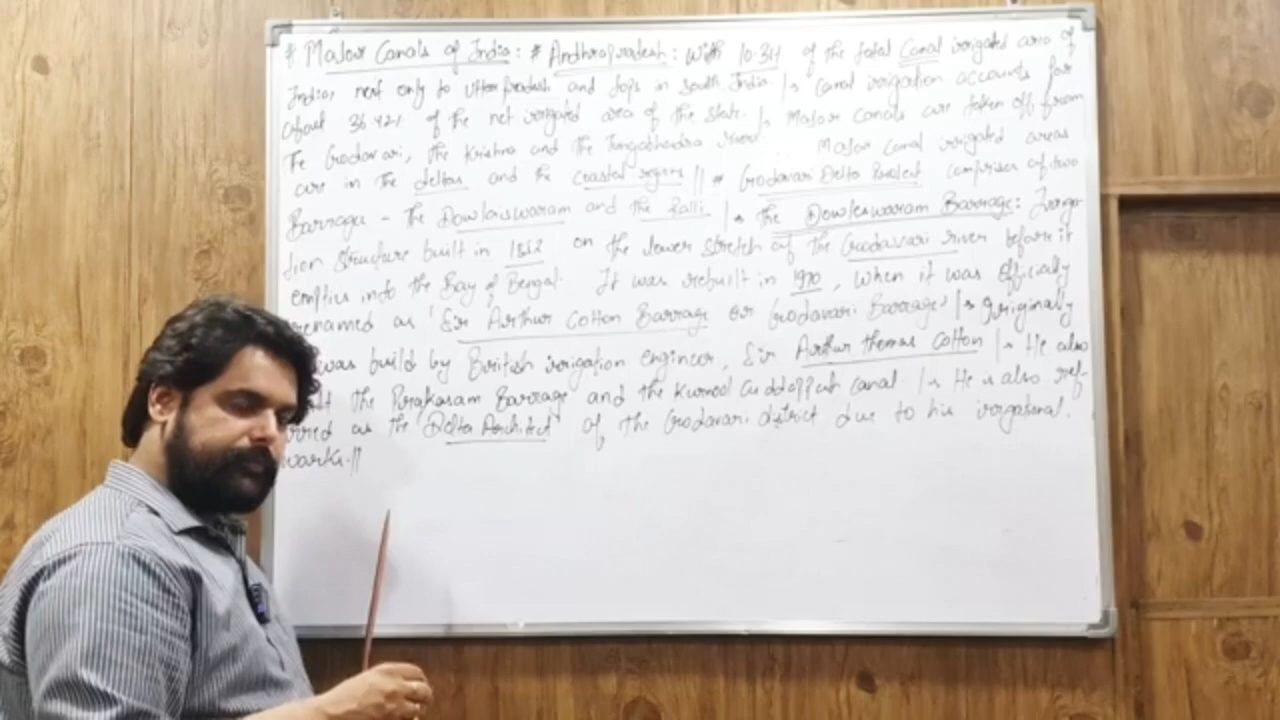 # Major Canals of India: # Andhra Pradesh: With 10.34% of the total Canal irrigated area of
India, next only to Uttar Pradesh and tops in South India |→ Canal irrigation accounts for
about 36.42% of the net irrigated area of the state. |→ Major Canals are taken off from
The Godavari, the Krishna and the Tungabhadra river Major Canal irrigated areas
are in the deltas and the coastal regions || # Godavari Delta comprises of two
Barrages - The Dowlaiswaram and the Ralli |→ The Dowleswaram Barrage: Irriga-
tion structure built in 1852 on the lower stretch of the Godavari river before it
empties into the Bay of Bengal. It was rebuilt in 1970, when it was officially
renamed as 'Sir Arthur Cotton Barrage or Godavari Barrage' |→ Originally
was build by British irrigation engineer, Sir Arthur Thomas Cotton |→ He also
the Prakasam Barrage and the Kurnool Cuddappah Canal. |→ He is also ref-
as the 'Delta Architect' of the Godavari district due to his
works.||